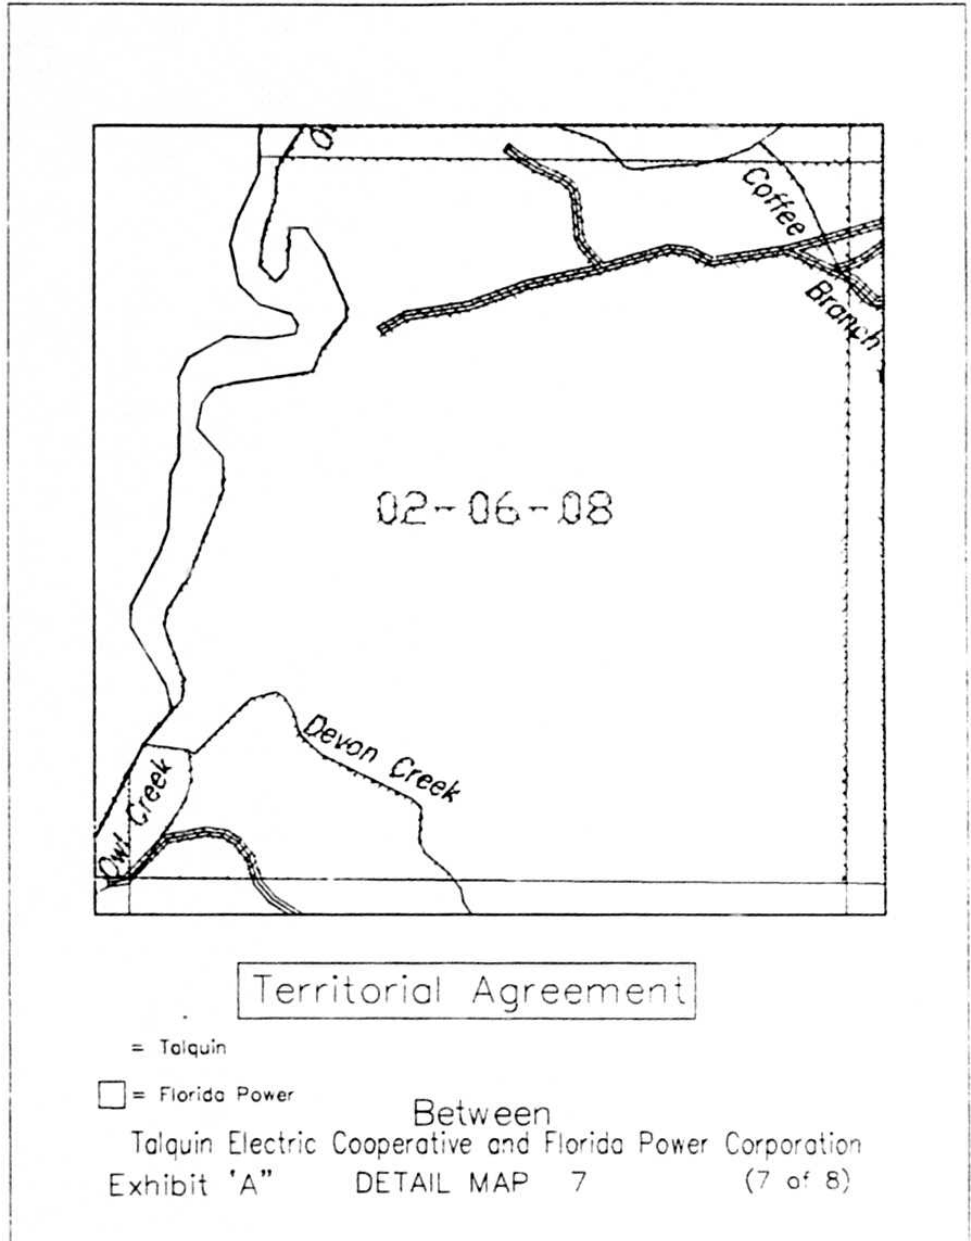 Coffee
Branch
02-06-08
Devon Creek
Owl Creek
Territorial Agreement
= Talquin
= Florida Power
Between
Talquin Electric Cooperative and Florida Power Corporation
Exhibit 'A" DETAIL MAP 7 (7 of 8)